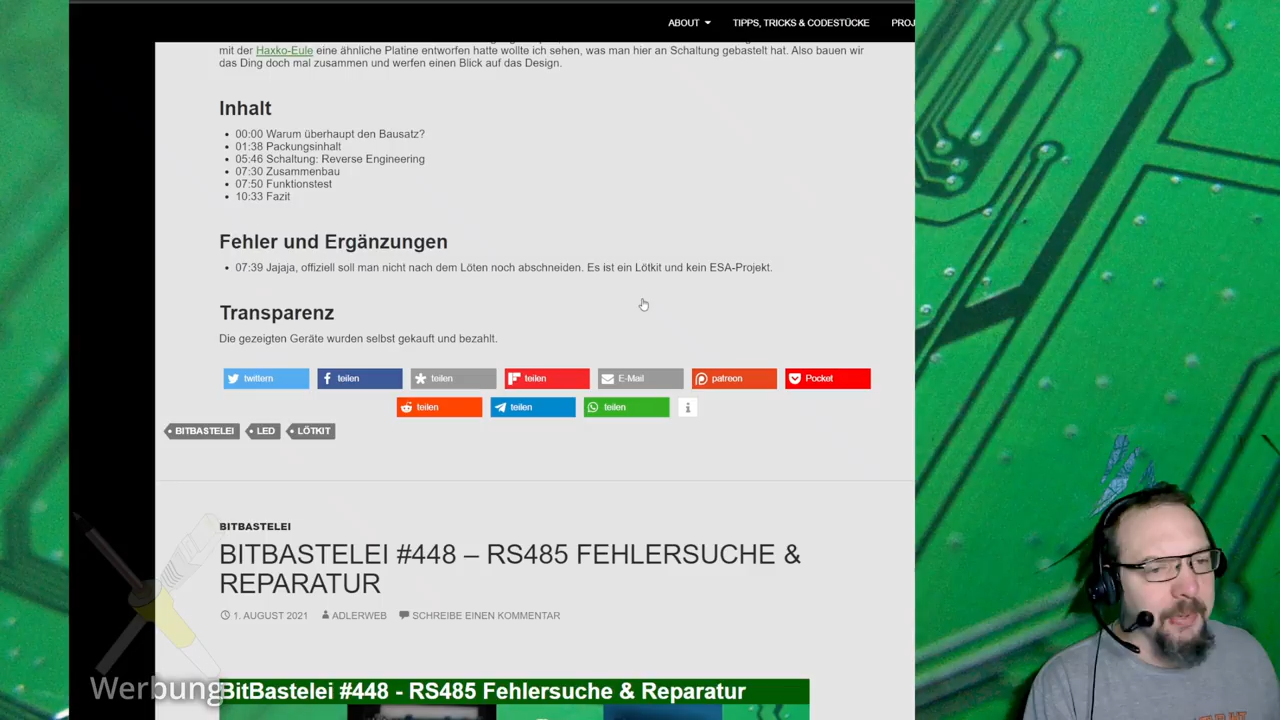 ABOUT
TIPPS, TRICKS & CODESTÜCKE
PROJ
mit der Haxko-Eule eine ähnliche Platine entworfen hatte wollte ich sehen, was man hier an Schaltung gebastelt hat. Also bauen wir
das Ding doch mal zusammen und werfen einen Blick auf das Design.
Inhalt
00:00 Warum überhaupt den Bausatz?
01:38 Packungsinhalt
05:46 Schaltung: Reverse Engineering
07:30 Zusammenbau
07:50 Funktionstest
10:33 Fazit
Fehler und Ergänzungen
07:39 Jajaja, offiziell soll man nicht nach dem Löten noch abschneiden. Es ist ein Lötkit und kein ESA-Projekt.
Transparenz
Die gezeigten Geräte wurden selbst gekauft und bezahlt.
twittern
teilen
teilen
teilen
E-Mail
patreon
Pocket
teilen
teilen
teilen
BITBASTELEI
LED
LÖTKIT
BITBASTELEI
BITBASTELEI #448 – RS485 FEHLERSUCHE &
REPARATUR
1. AUGUST 2021
ADLERWEB
SCHREIBE EINEN KOMMENTAR
Werbung
BitBastelei #448 - RS485 Fehlersuche & Reparatur